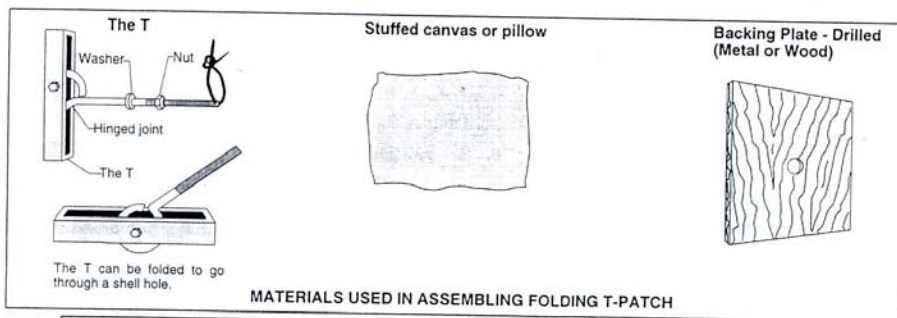 The T
Washer
Nut
Hinged joint
The T
The T can be folded to go
through a shell hole.
Stuffed canvas or pillow
Backing Plate - Drilled
(Metal or Wood)
MATERIALS USED IN ASSEMBLING FOLDING T-PATCH